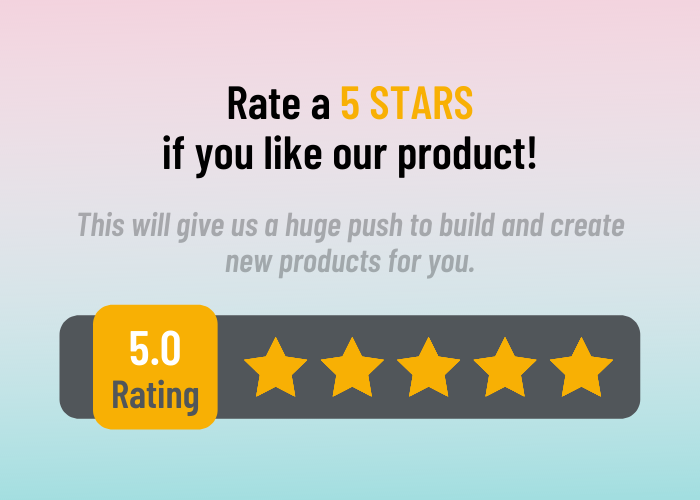 Rate a 5 STARS
if you like our product!
This will give us a huge push to build and create
new products for you.
5.0
Rating